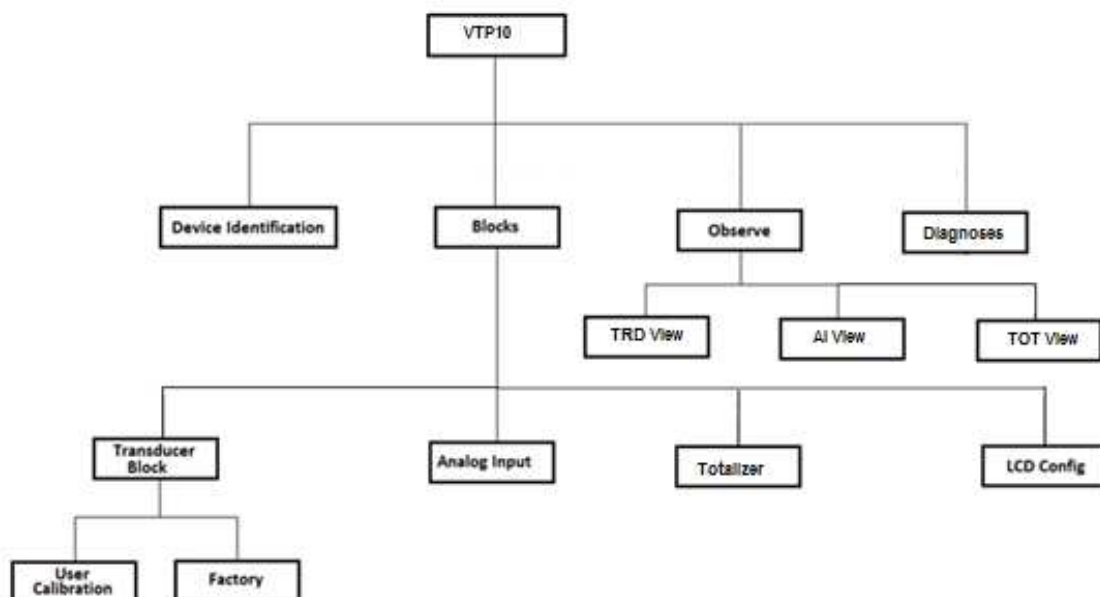 VTP10
Device Identification
Blocks
Observe
Diagnoses
TRD View
AI View
TOT View
Transducer
Block
Analog Input
Totalizer
LCD Config
User
Calibration
Factory